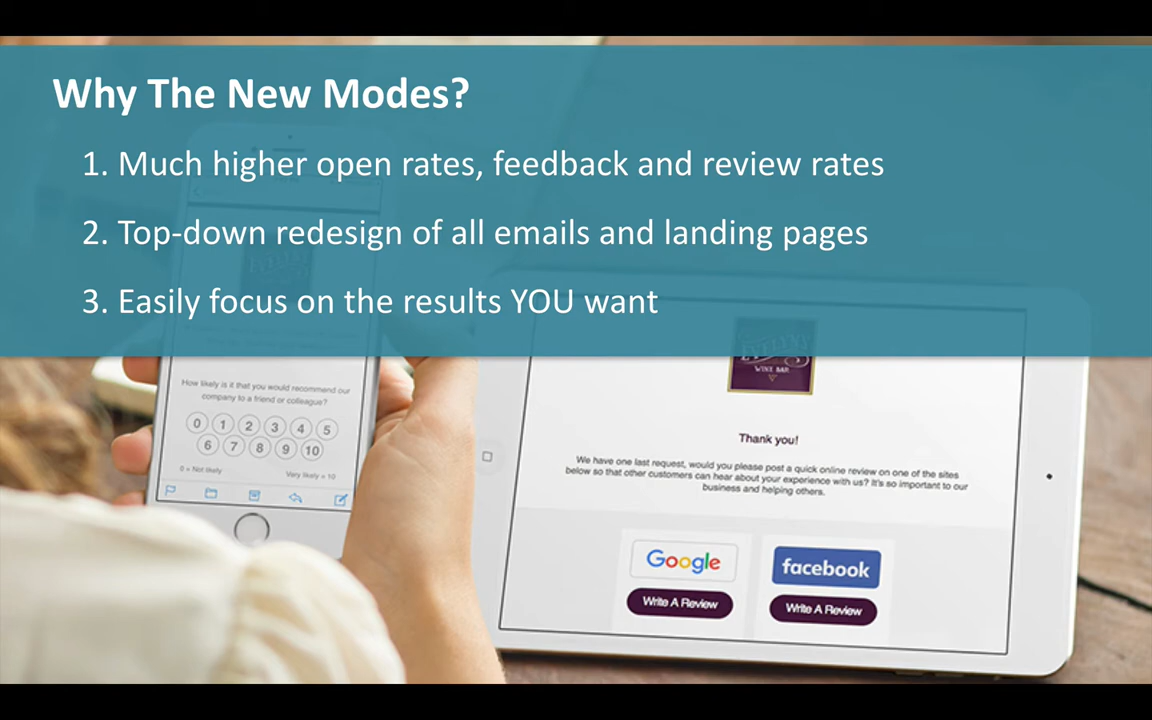 Why The New Modes?
1. Much higher open rates, feedback and review rates
2. Top-down redesign of all emails and landing pages
3. Easily focus on the results YOU want
How likely is it that you would recommend our
company to a friend or colleague?
0 1 2 3 4 5
6 7 8 9 10
0 = Not likely Very likely = 10
WINE BAR
Thank you!
We have one last request, would you please post a quick online review on one of the sites
below so that other customers can hear about your experience with us? It's so important to our
business and helping others.
Google facebook
Write A Review Write A Review